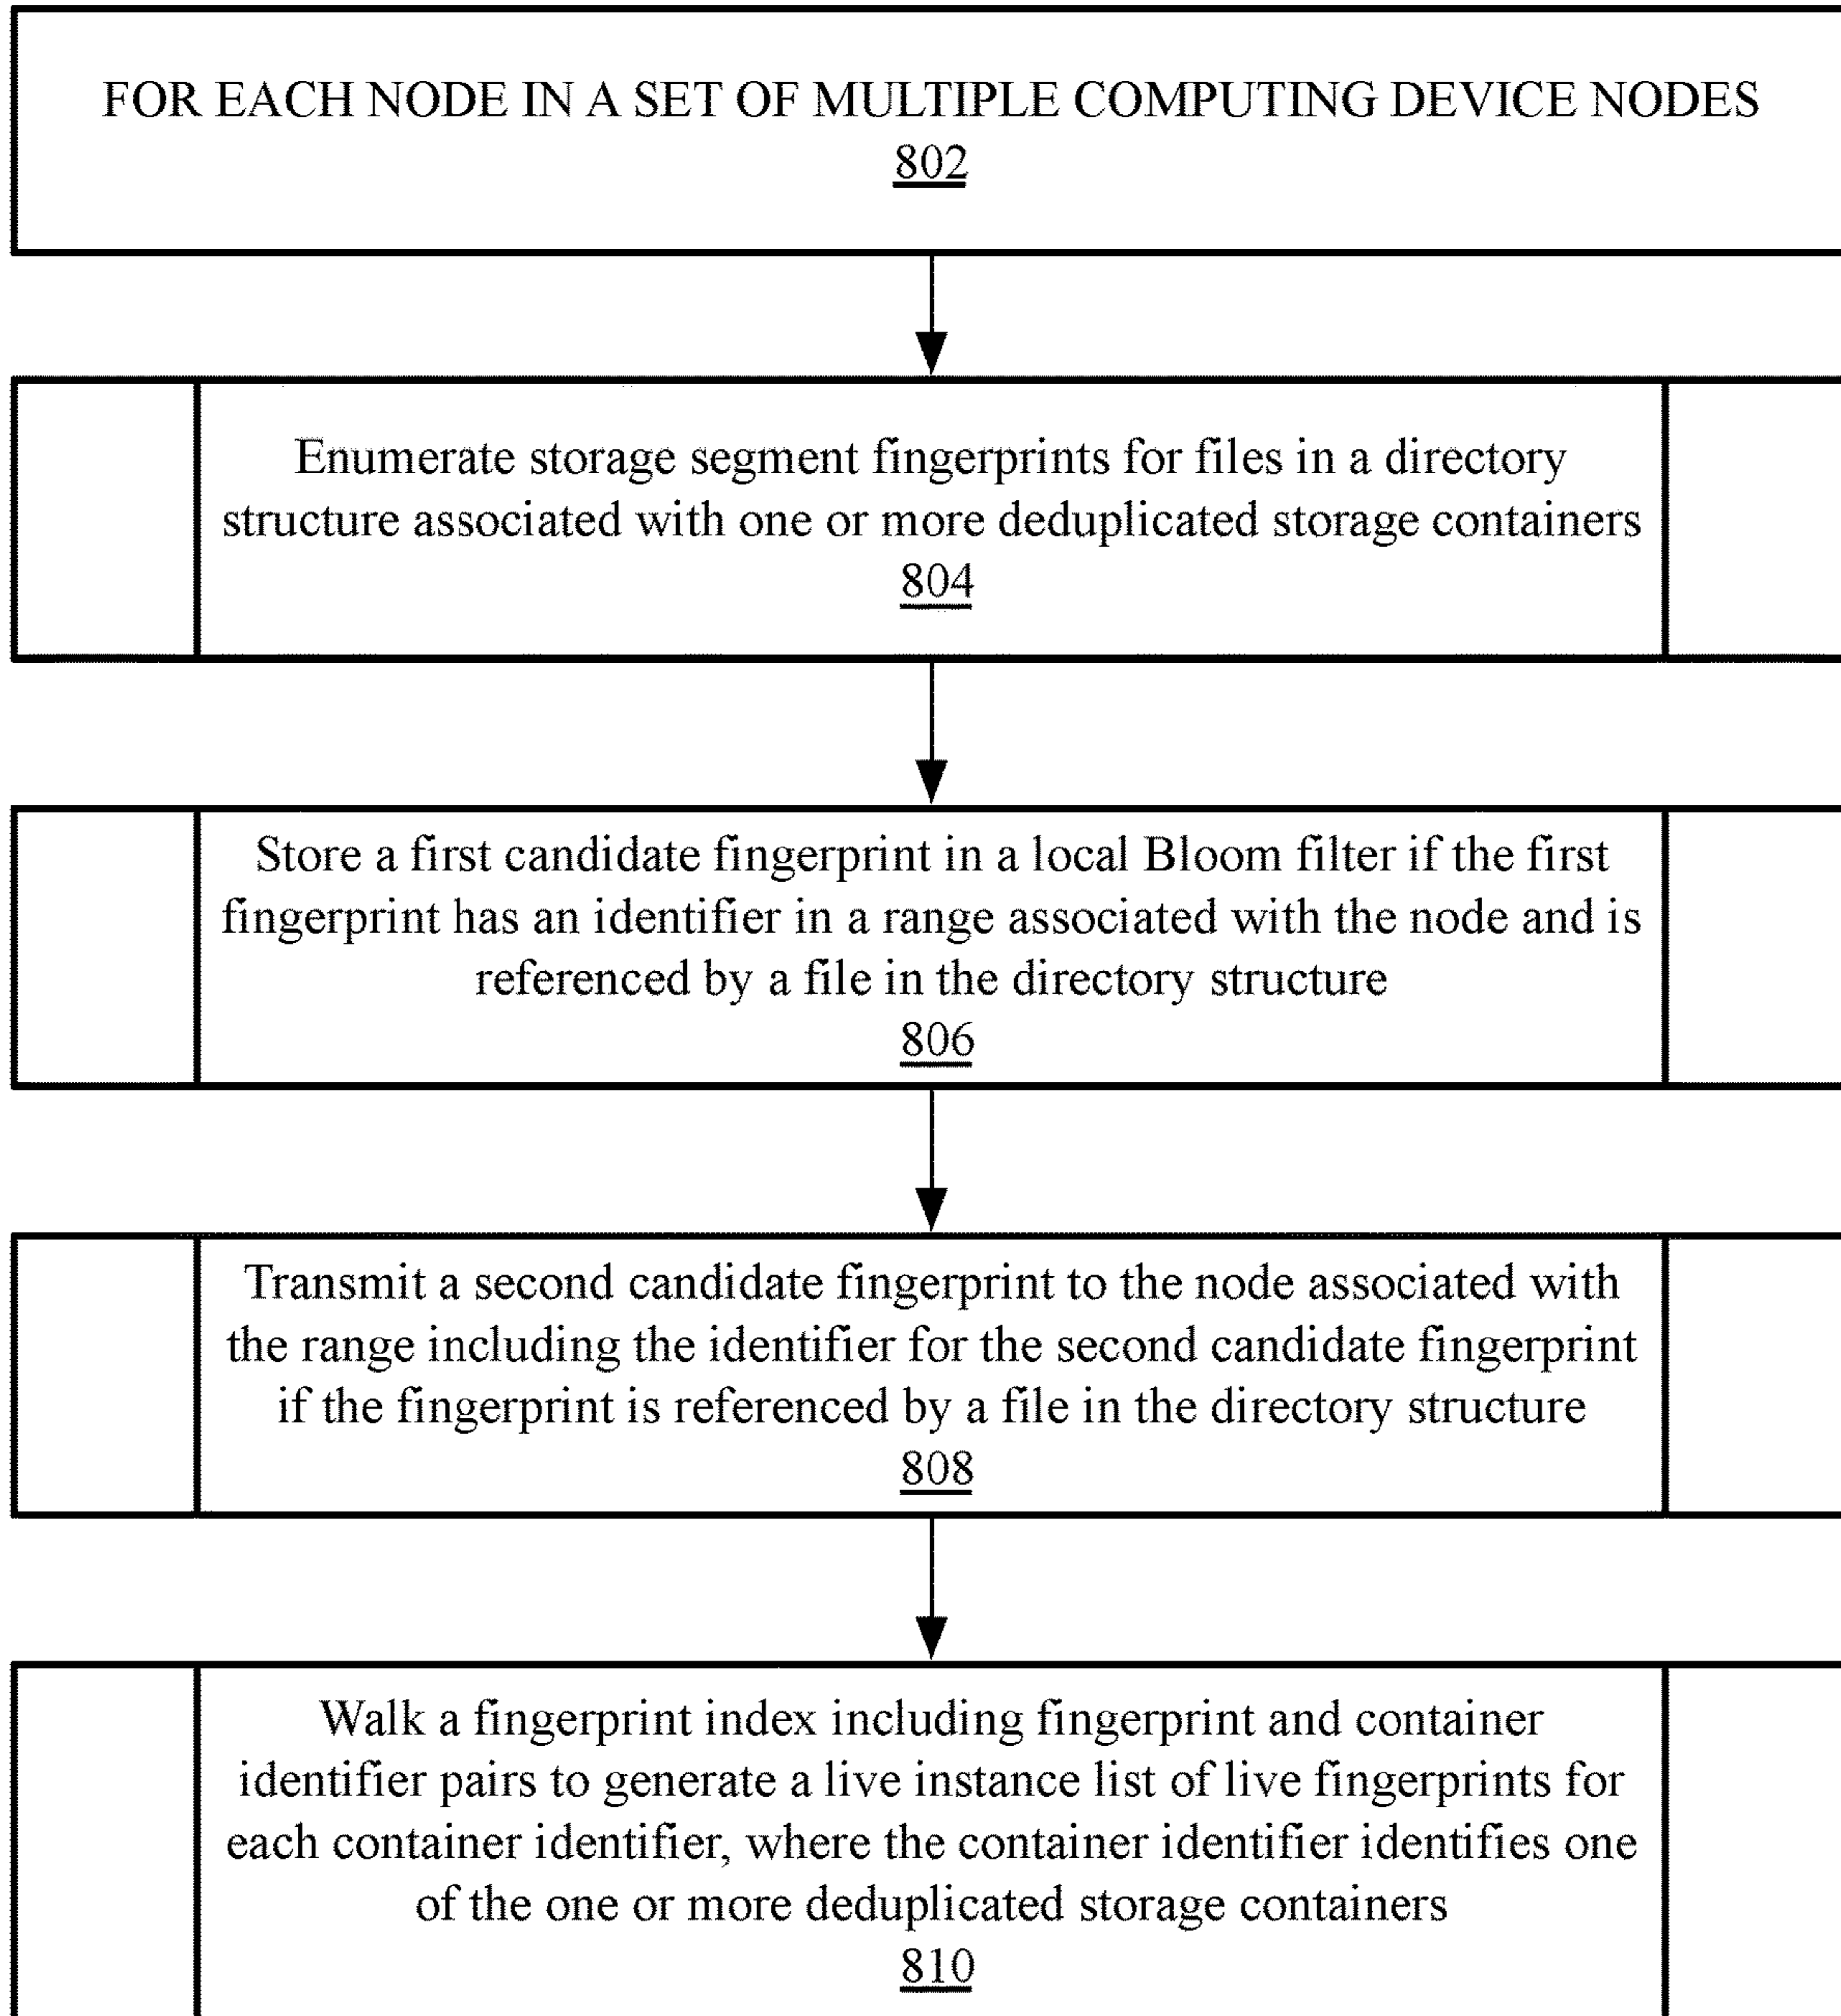 FOR EACH NODE IN A SET OF MULTIPLE COMPUTING DEVICE NODES
802
Enumerate storage segment fingerprints for files in a directory
structure associated with one or more deduplicated storage containers
804
Store a first candidate fingerprint in a local Bloom filter if the first
fingerprint has an identifier in a range associated with the node and is
referenced by a file in the directory structure
806
Transmit a second candidate fingerprint to the node associated with
the range including the identifier for the second candidate fingerprint
if the fingerprint is referenced by a file in the directory structure
808
Walk a fingerprint index including fingerprint and container
identifier pairs to generate a live instance list of live fingerprints for
each container identifier, where the container identifier identifies one
of the one or more deduplicated storage containers
810